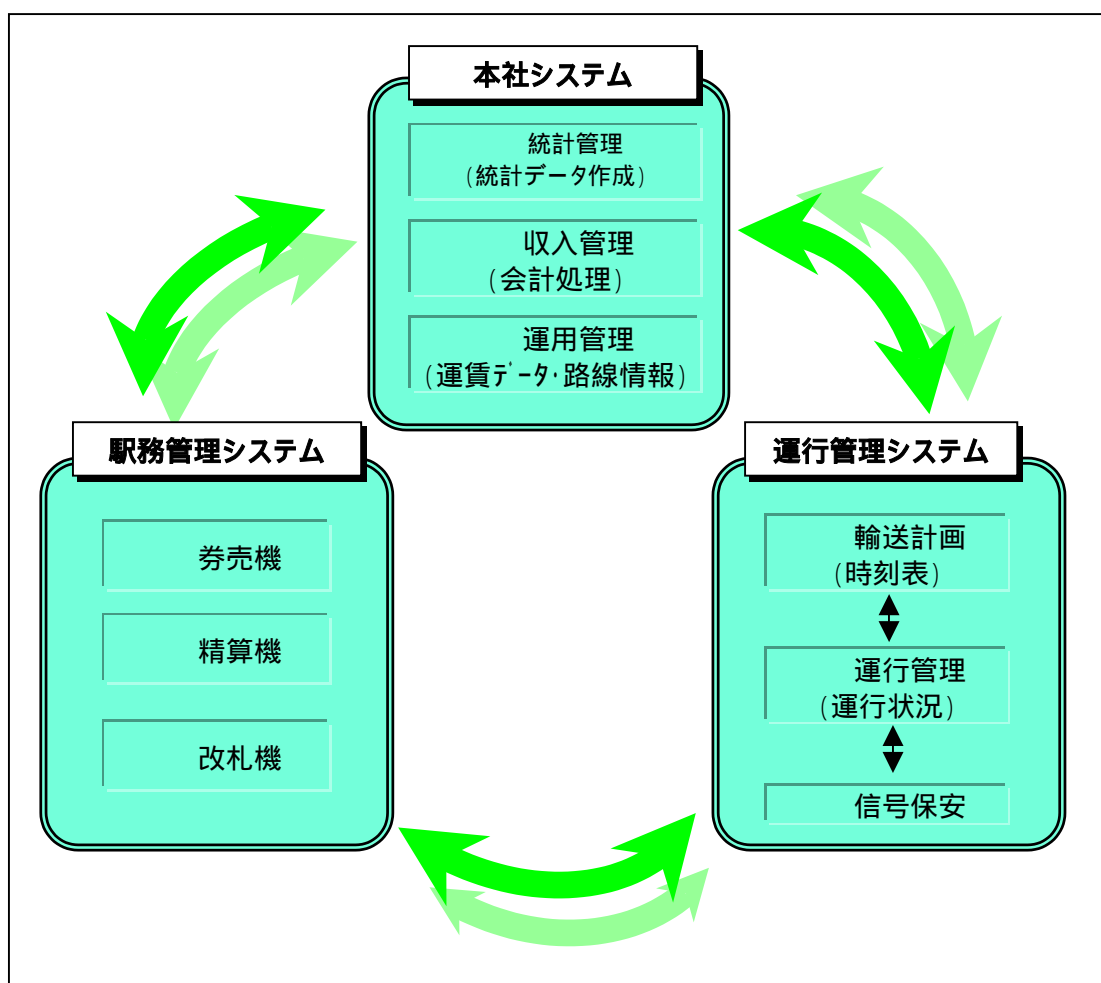 本社システム
統計管理
(統計データ作成)
収入管理
(会計処理)
運用管理
(運賃ﾃﾞｰﾀ･路線情報)
駅務管理システム
券売機
精算機
改札機
運行管理システム
輸送計画
(時刻表)
運行管理
(運行状況)
信号保安